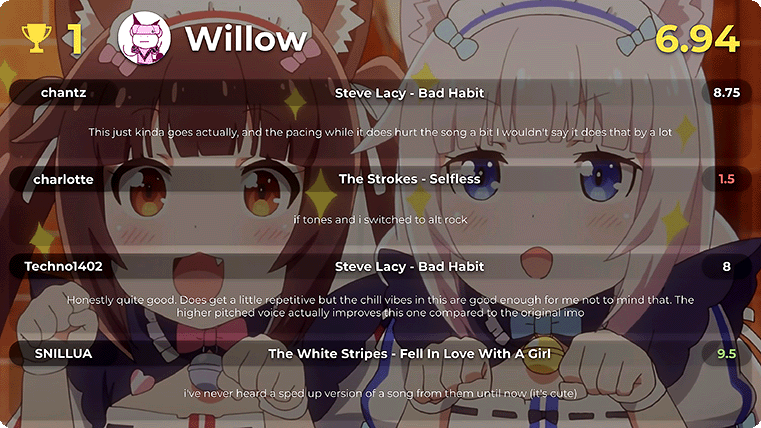 1 Willow 6.94
chantz Steve Lacy - Bad Habit 8.75
This just kinda goes actually, and the pacing while it does hurt the song a bit I wouldn't say it does that by a lot
charlotte The Strokes - Selfless 1.5
if tones and i switched to alt rock
Techno1402 Steve Lacy - Bad Habit 8
Honestly quite good. Does get a little repetitive but the chill vibes in this are good enough for me not to mind that. The
higher pitched voice actually improves this one compared to the original imo
SNILLUA The White Stripes - Fell In Love With A Girl 9.5
i've never heard a sped up version of a song from them until now (it's cute)